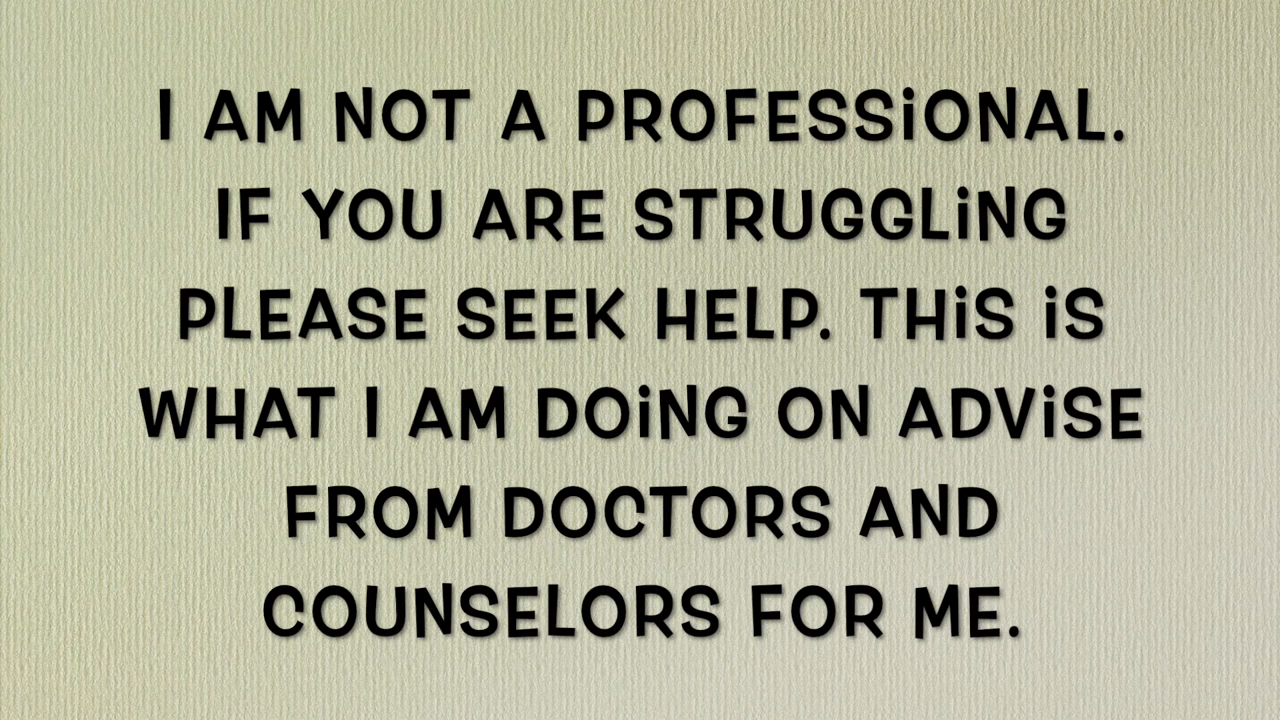 I AM NOT A PROFESSiONAL.
IF YOU ARE STRUGGLiNG
PLEASE SEEK HELP. THiS iS
WHAT I AM DOiNG ON ADViSE
FROM DOCTORS AND
COUNSELORS FOR ME.